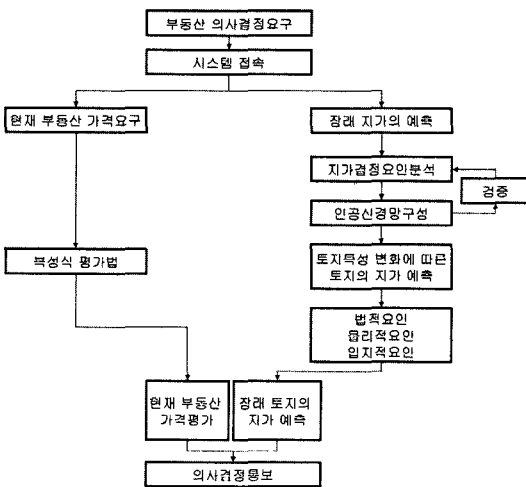 부동산 의사결정요구
시스템 접속
현재 부동산 가격요구
장래 지가의 예측
지가결정요인분석
검증
인공신경망구성
복성식 평가법
토지특성 변화에 따른
토지의 지가 예측
법적요인
물리적요인
입지적요인
현재 부동산
가격평가
장래 토지의
지가 예측
의사결정통보